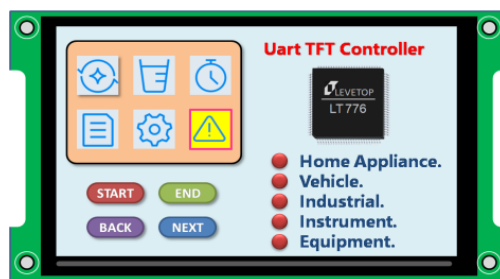 Uart TFT Controller
LEVETOP
LT776
Home Appliance.
Vehicle.
Industrial.
Instrument.
Equipment.
START
END
BACK
NEXT